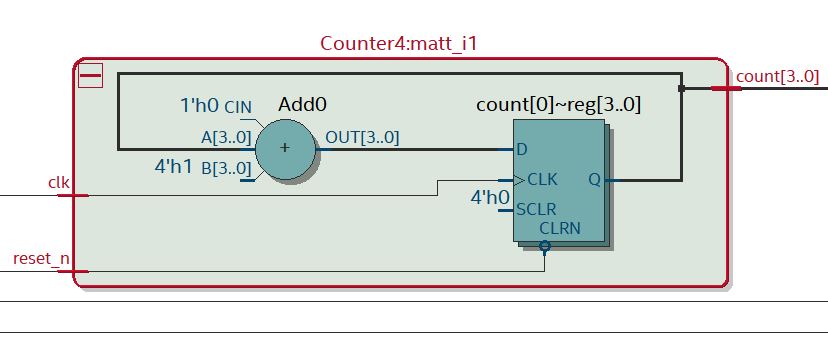 Counter4:matt_i1
count[3..0]
1'h0 CIN
Add0
count[0]~reg[3..0]
A[3..0]
+
OUT[3..0]
D
4'h1 B[3..0]
clk
CLK
Q
4'h0
SCLR
CLRN
reset_n